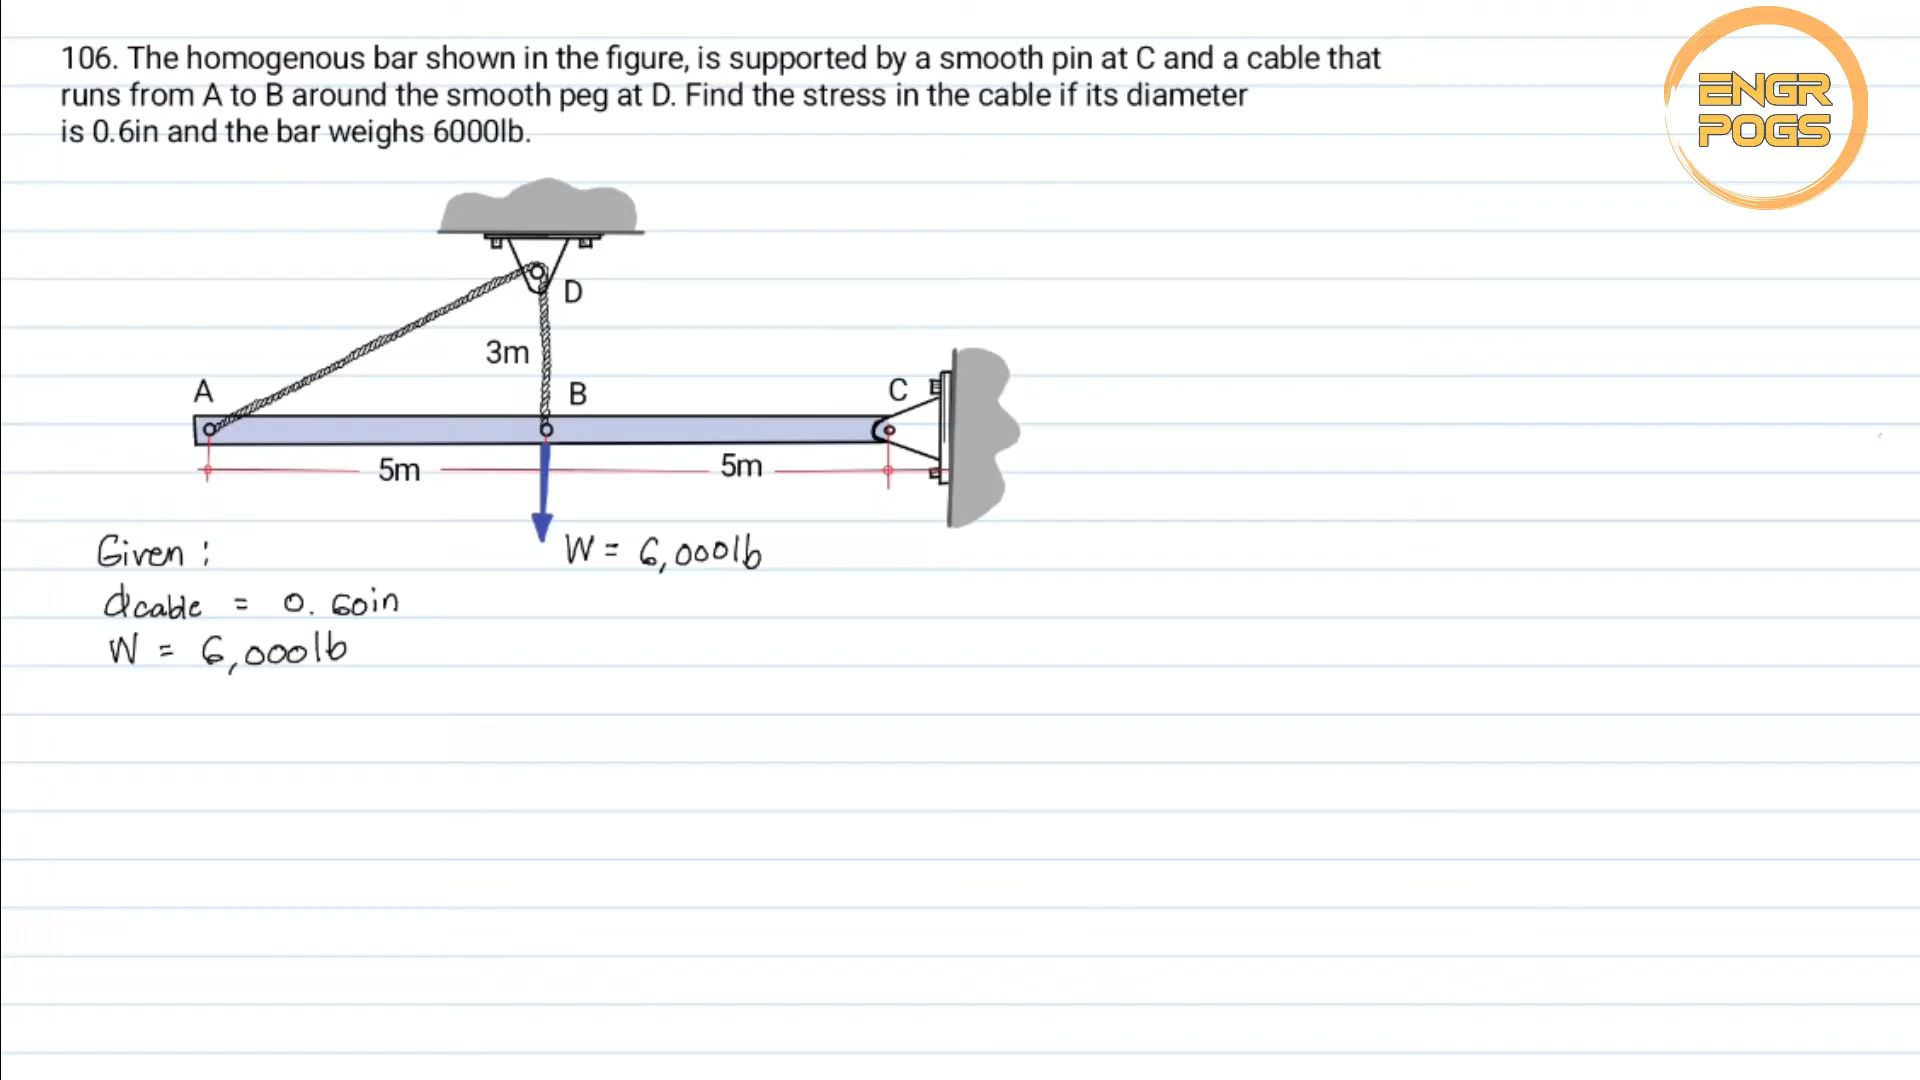 106. The homogenous bar shown in the figure, is supported by a smooth pin at C and a cable that
runs from A to B around the smooth peg at D. Find the stress in the cable if its diameter
is 0.6in and the bar weighs 6000lb.
ENGR
POGS
D
3m
A
B
C
5m
5m
W = 6,000lb
Given :
dcable = 0.60in
W = 6,000lb